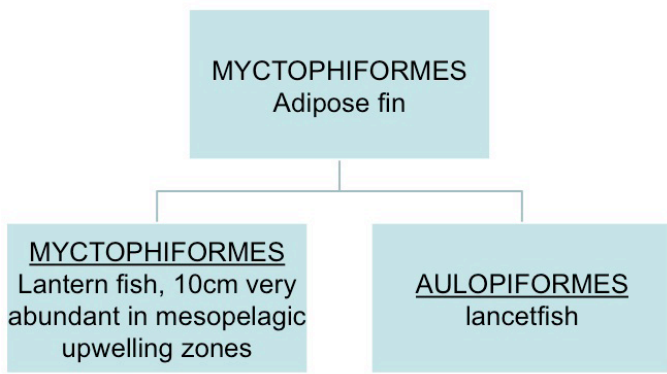 MYCTOPHIFORMES
Adipose fin
MYCTOPHIFORMES
Lantern fish, 10cm very
abundant in mesopelagic
upwelling zones
AULOPIFORMES
lancetfish